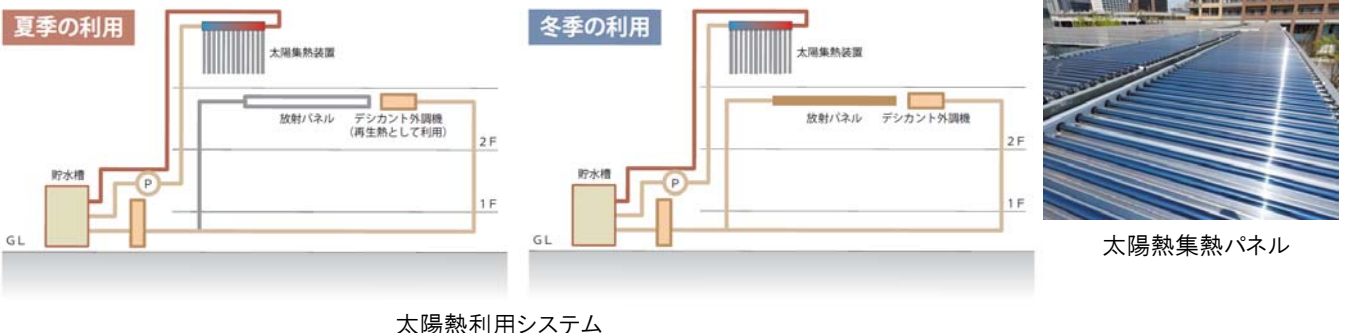 夏季の利用
太陽集熱装置
放射パネル
デシカント外調機
(再生熱として利用)
2F
貯水槽
P
1F
GL
冬季の利用
太陽集熱装置
放射パネル
デシカント外調機
2F
貯水槽
P
1F
GL
太陽熱集熱パネル
太陽熱利用システム